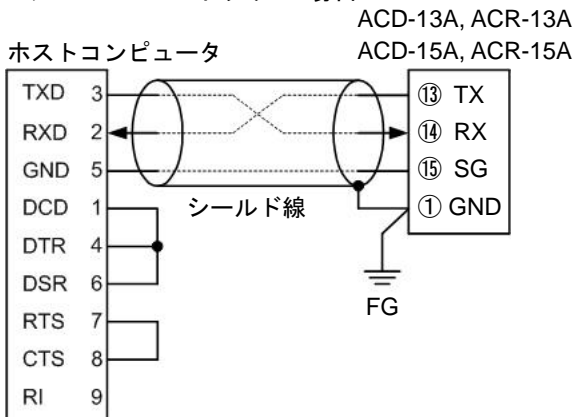 ACD-13A, ACR-13A
ホストコンピュータ ACD-15A, ACR-15A
TXD 3 ⑬ TX
RXD 2 ⑭ RX
GND 5 ⑮ SG
DCD 1 シールド線 ① GND
DTR 4
DSR 6
FG
RTS 7
CTS 8
RI 9